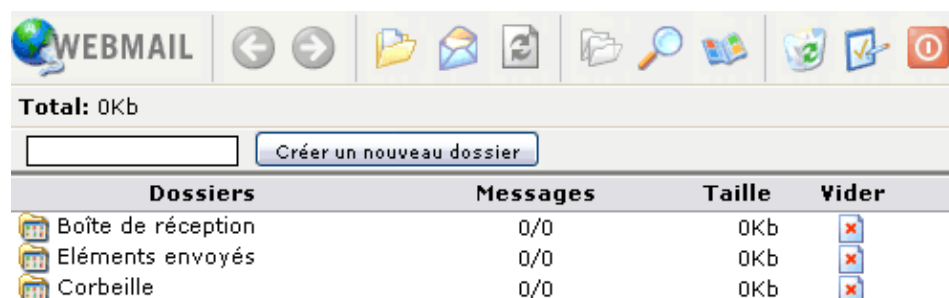 WEBMAIL
Total: 0Kb
Créer un nouveau dossier
Dossiers Messages Taille Vider
Boîte de réception 0/0 0Kb
Eléments envoyés 0/0 0Kb
Corbeille 0/0 0Kb